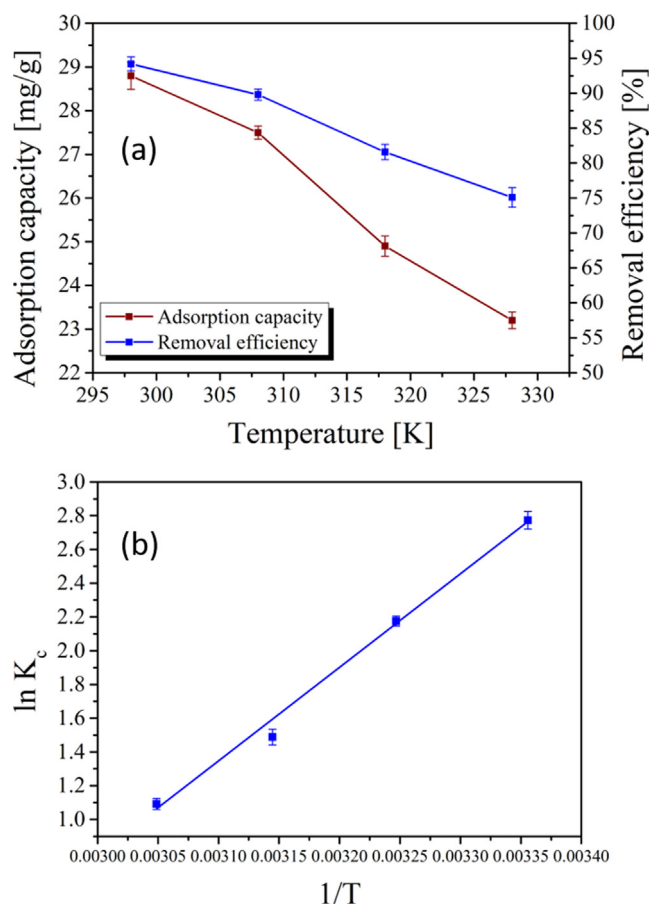 30
29
28
27
26
25
24
23
22
Adsorption capacity [mg/g]
(a)
Adsorption capacity
Removal efficiency
100
95
90
85
80
75
70
65
60
55
50
Removal efficiency [%]
295 300 305 310 315 320 325 330
Temperature [K]
3.0
2.8
2.6
2.4
2.2
2.0
1.8
1.6
1.4
1.2
1.0
ln K_c
(b)
0.00300 0.00305 0.00310 0.00315 0.00320 0.00325 0.00330 0.00335 0.00340
1/T